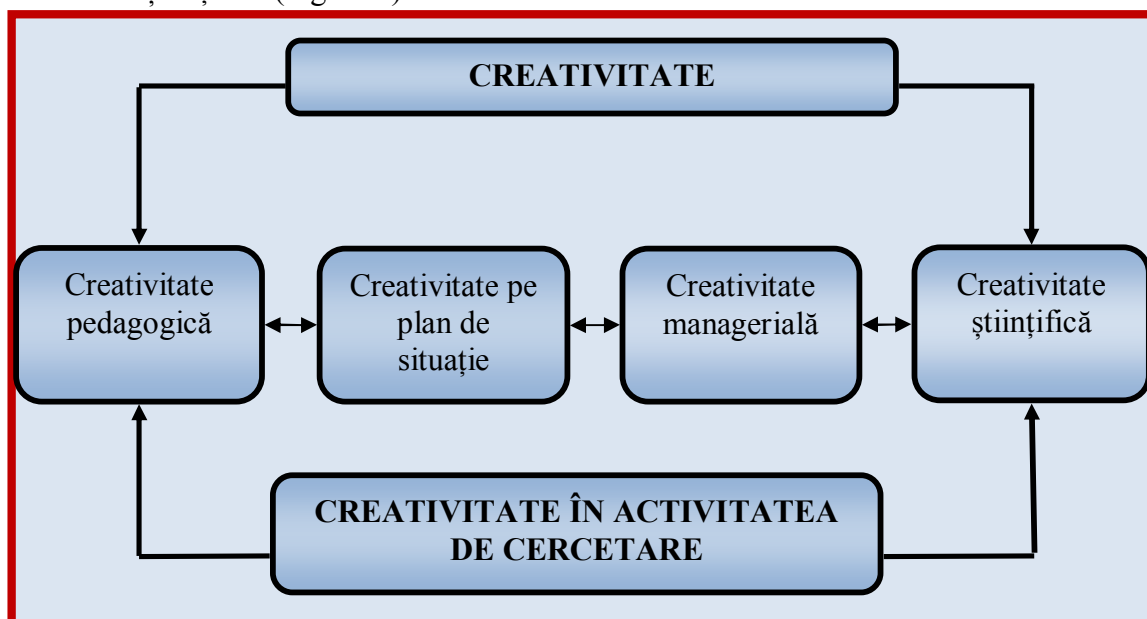 CREATIVITATE
Creativitate
pedagogică
Creativitate pe
plan de
situație
Creativitate
managerială
Creativitate
științifică
CREATIVITATE ÎN ACTIVITATEA
DE CERCETARE